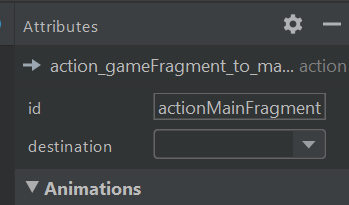 Attributes
action_gameFragment_to_ma... action
id actionMainFragment
destination
Animations